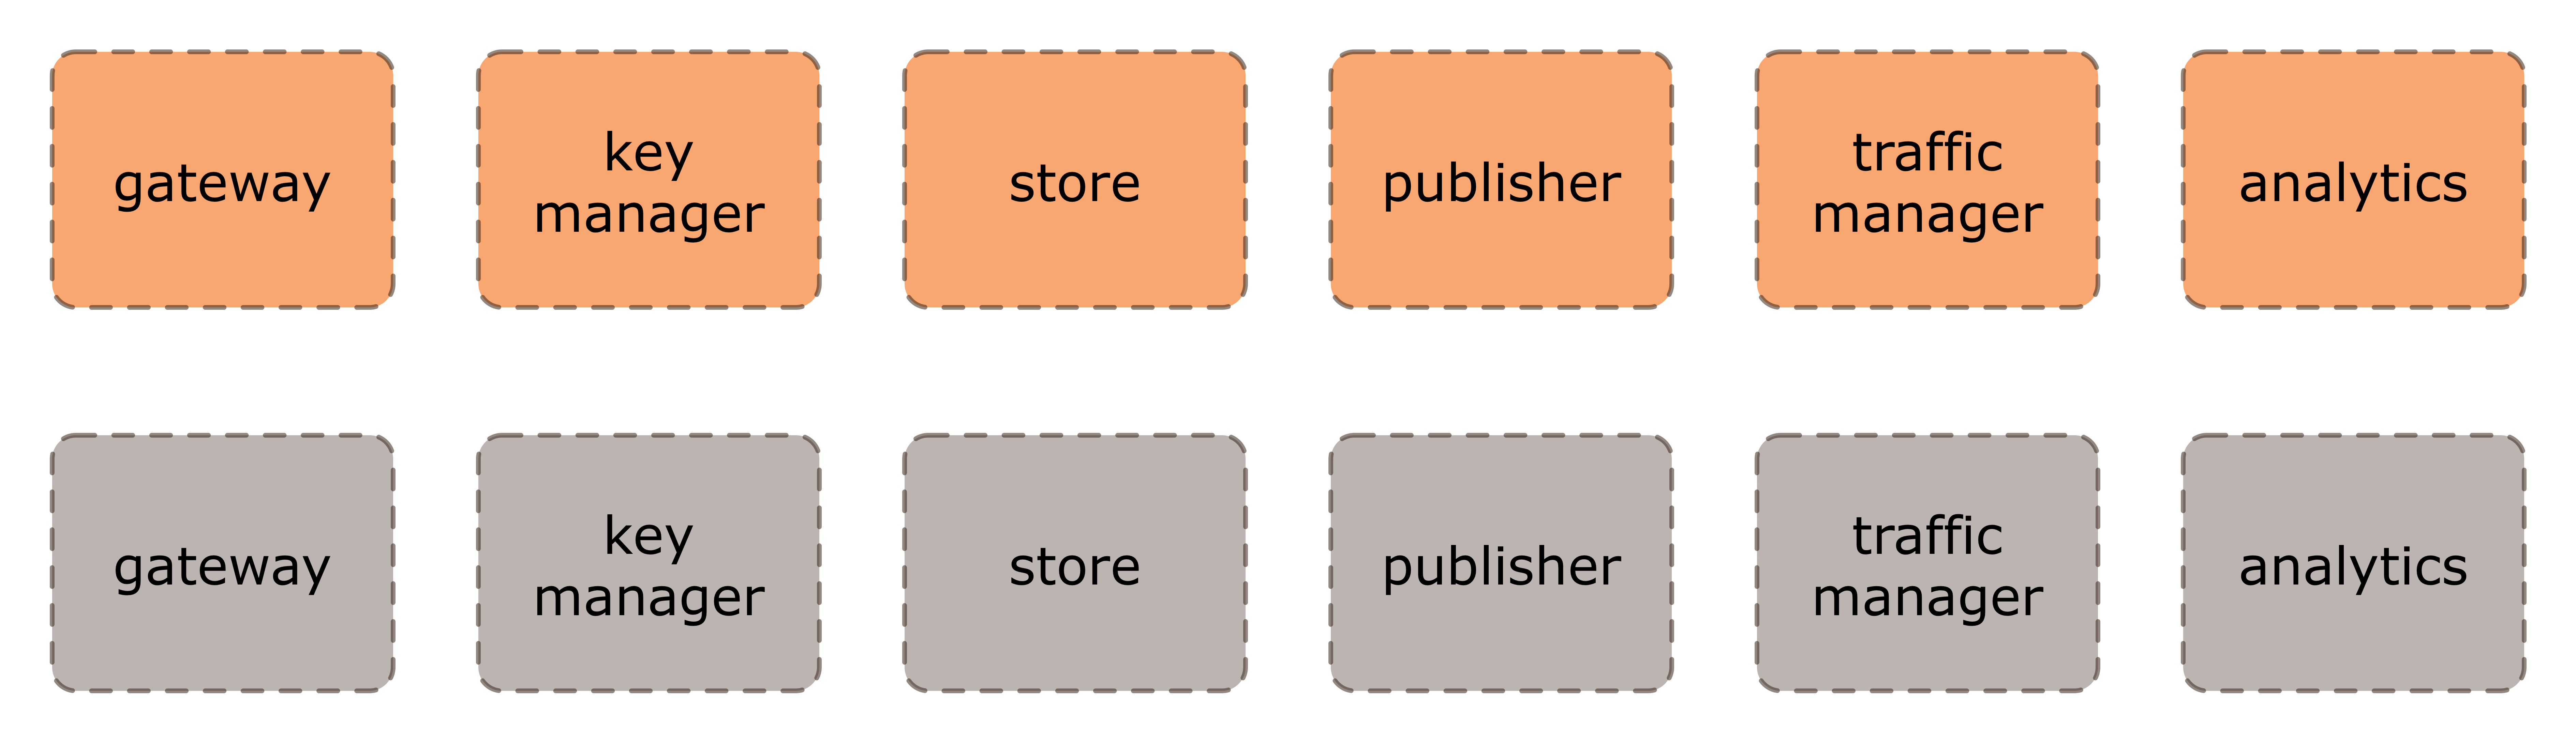 gateway
key
manager
store
publisher
traffic
manager
analytics
gateway
key
manager
store
publisher
traffic
manager
analytics